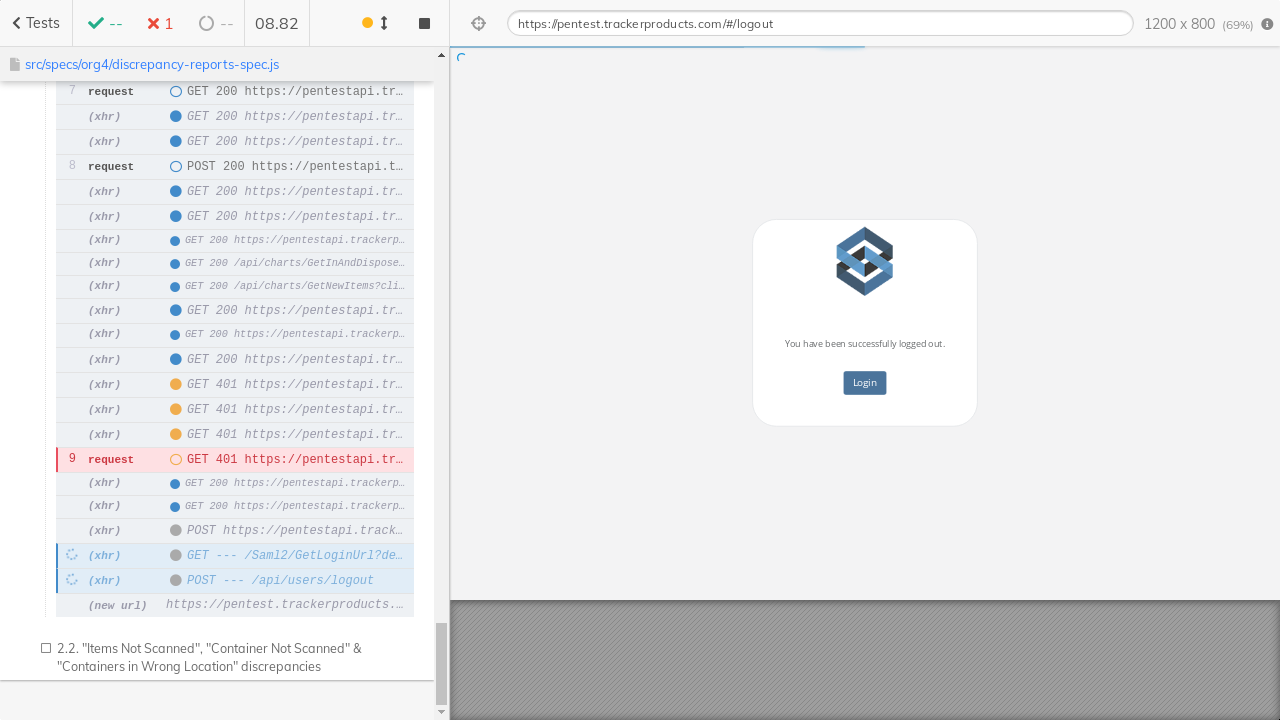 Tests -- 1 -- 08.82
https://pentest.trackerproducts.com/#/logout 1200 x 800 (69%)
src/specs/org4/discrepancy-reports-spec.js
7 request GET 200 https://pentestapi.tr…
(xhr) GET 200 https://pentestapi.tr…
(xhr) GET 200 https://pentestapi.tr…
8 request POST 200 https://pentestapi.t…
(xhr) GET 200 https://pentestapi.tr…
(xhr) GET 200 https://pentestapi.tr…
(xhr) GET 200 https://pentestapi.trackerp…
(xhr) GET 200 /api/charts/GetInAndDispose…
(xhr) GET 200 /api/charts/GetNewItems?cli…
(xhr) GET 200 https://pentestapi.tr…
(xhr) GET 200 https://pentestapi.trackerp…
(xhr) GET 200 https://pentestapi.tr…
(xhr) GET 401 https://pentestapi.tr…
(xhr) GET 401 https://pentestapi.tr…
(xhr) GET 401 https://pentestapi.tr…
9 request GET 401 https://pentestapi.tr…
(xhr) GET 200 https://pentestapi.trackerp…
(xhr) GET 200 https://pentestapi.trackerp…
(xhr) POST https://pentestapi.track…
(xhr) GET --- /Saml2/GetLoginUrl?de…
(xhr) POST --- /api/users/logout
(new url) https://pentest.trackerproducts.…
2.2. "Items Not Scanned", "Container Not Scanned" &
"Containers in Wrong Location" discrepancies
You have been successfully logged out.
Login